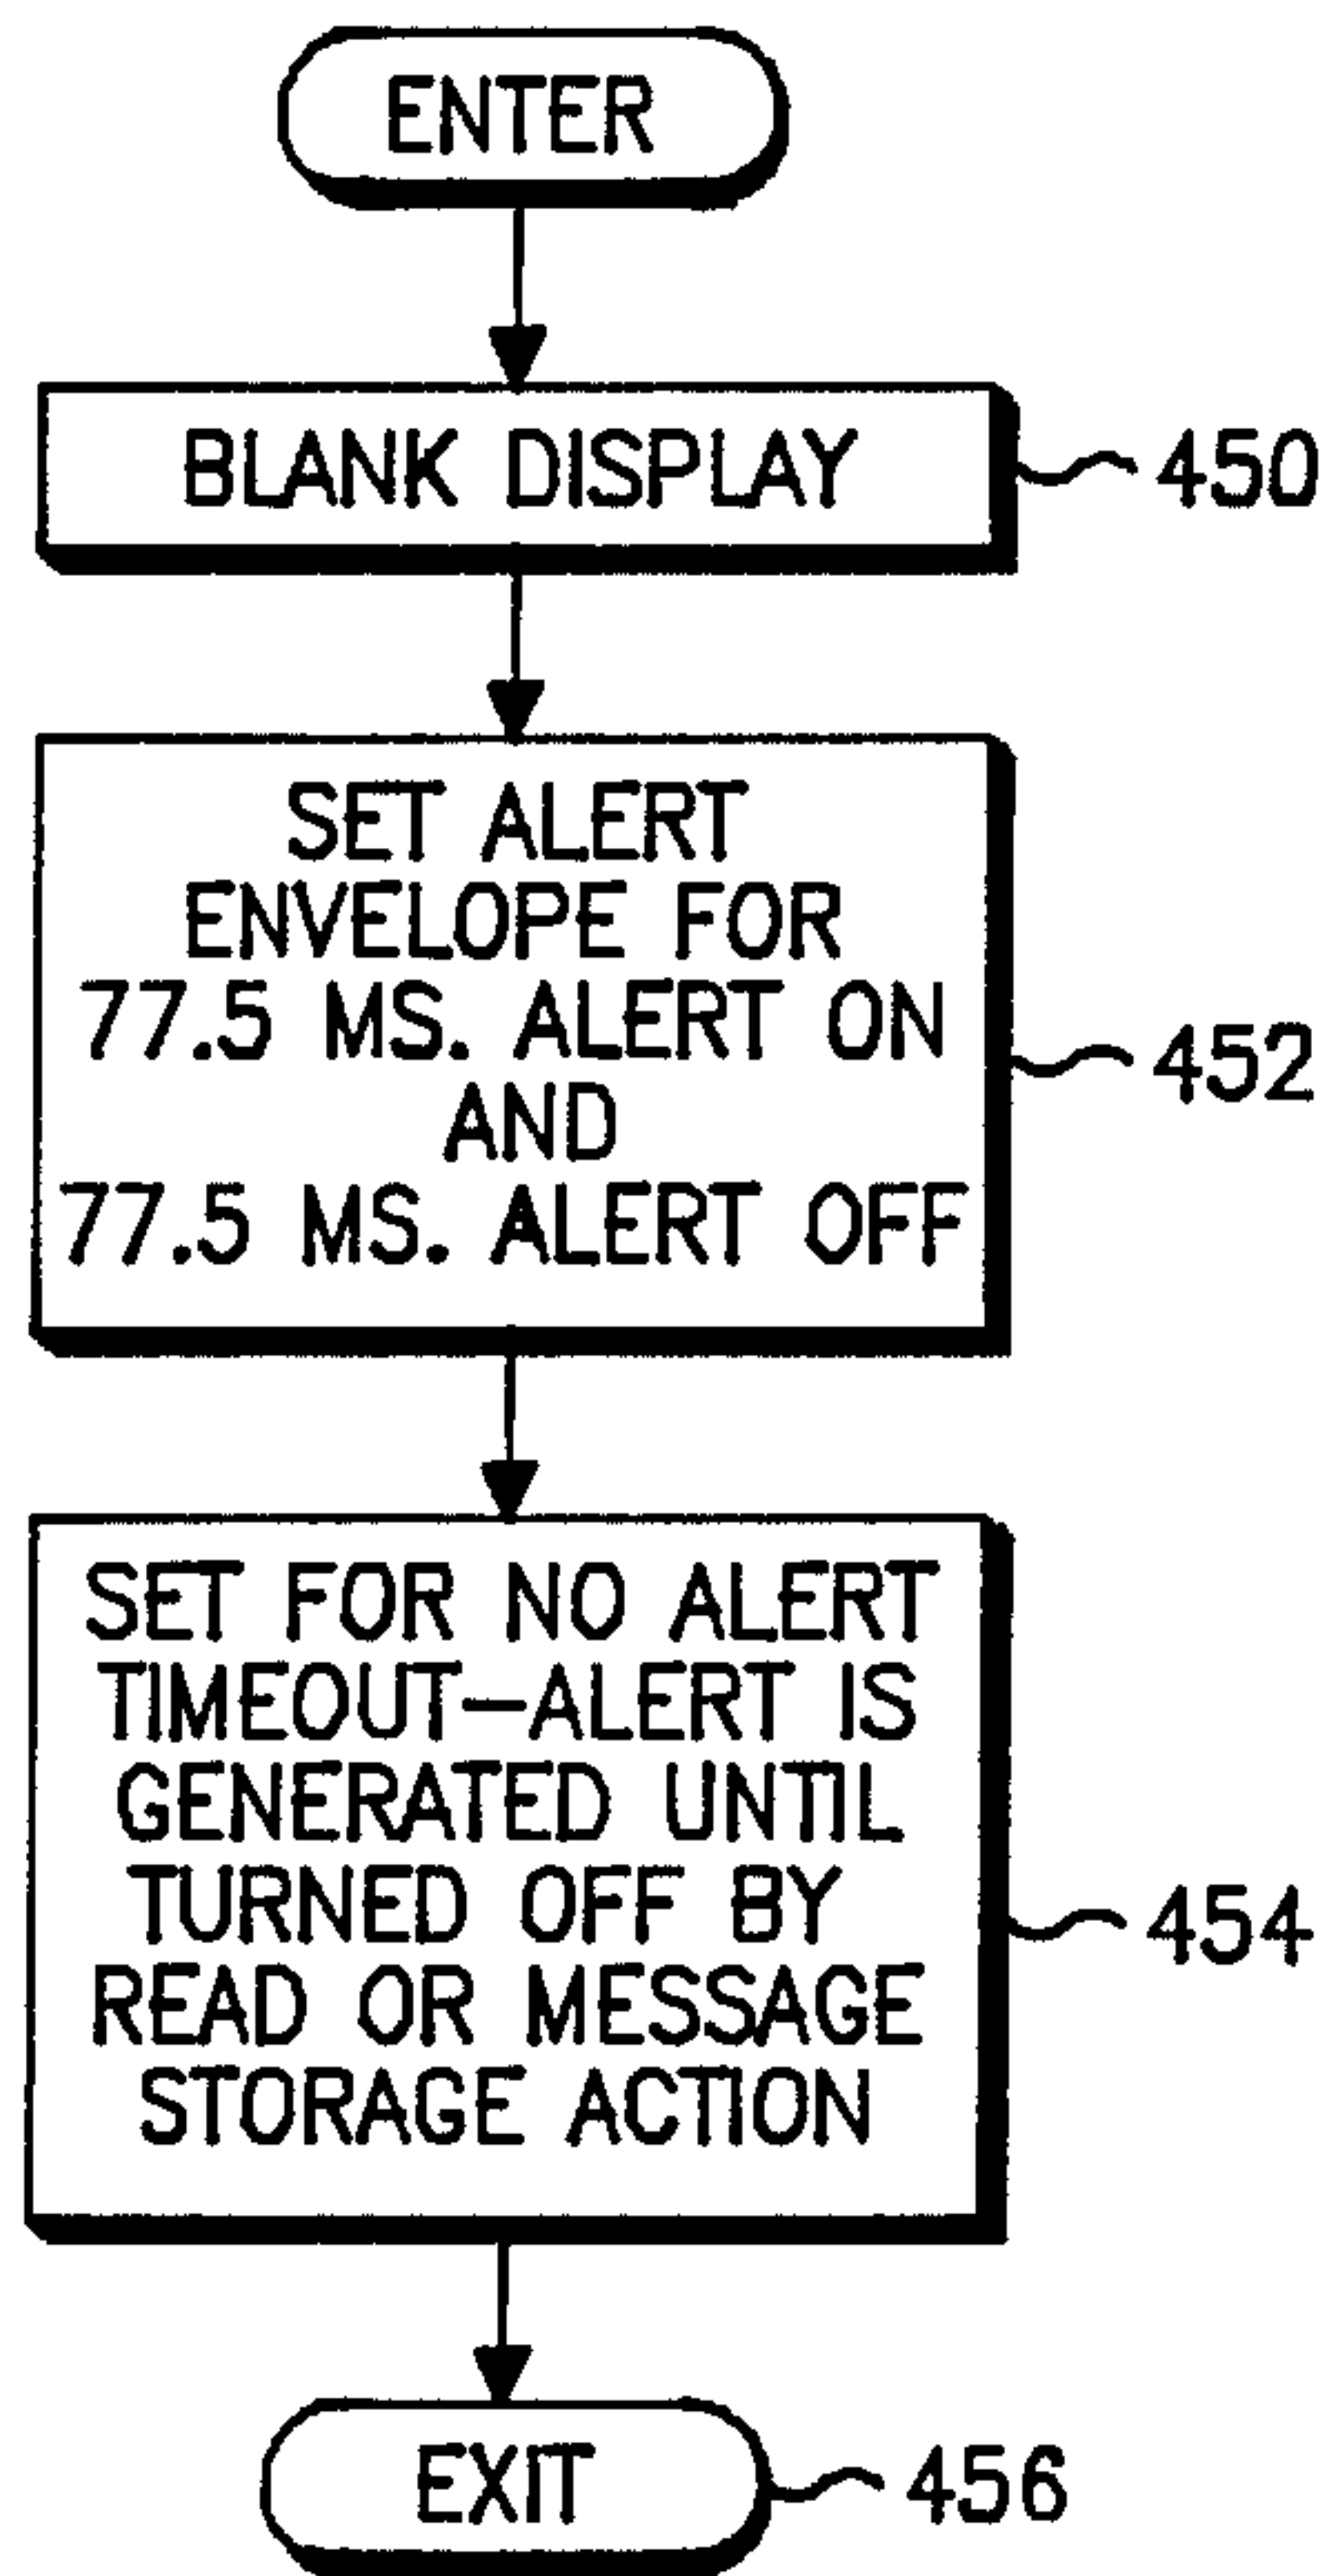 ENTER
BLANK DISPLAY
450
SET ALERT
ENVELOPE FOR
77.5 MS. ALERT ON
AND
77.5 MS. ALERT OFF
452
SET FOR NO ALERT
TIMEOUT-ALERT IS
GENERATED UNTIL
TURNED OFF BY
READ OR MESSAGE
STORAGE ACTION
454
EXIT
456